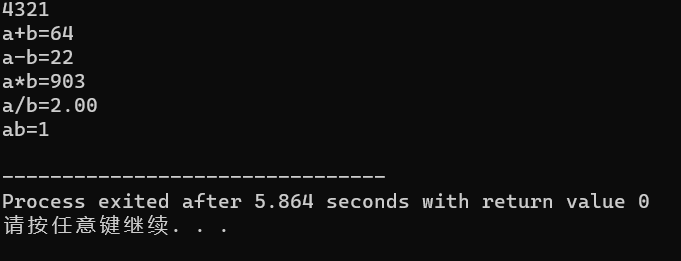 4321
a+b=64
a-b=22
a*b=903
a/b=2.00
ab=1
--------------------------------
Process exited after 5.864 seconds with return value 0
请按任意键继续. . .